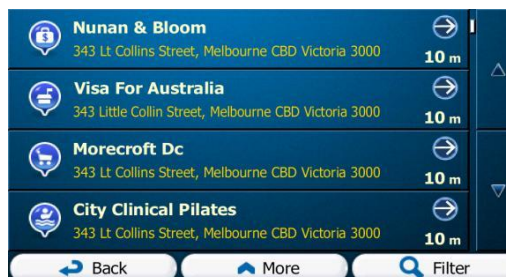 Nunan & Bloom
343 Lt Collins Street, Melbourne CBD Victoria 3000
10 m
Visa For Australia
343 Little Collin Street, Melbourne CBD Victoria 3000
10 m
Morecroft Dc
343 Lt Collins Street, Melbourne CBD Victoria 3000
10 m
City Clinical Pilates
343 Lt Collins Street, Melbourne CBD Victoria 3000
10 m
Back More Filter